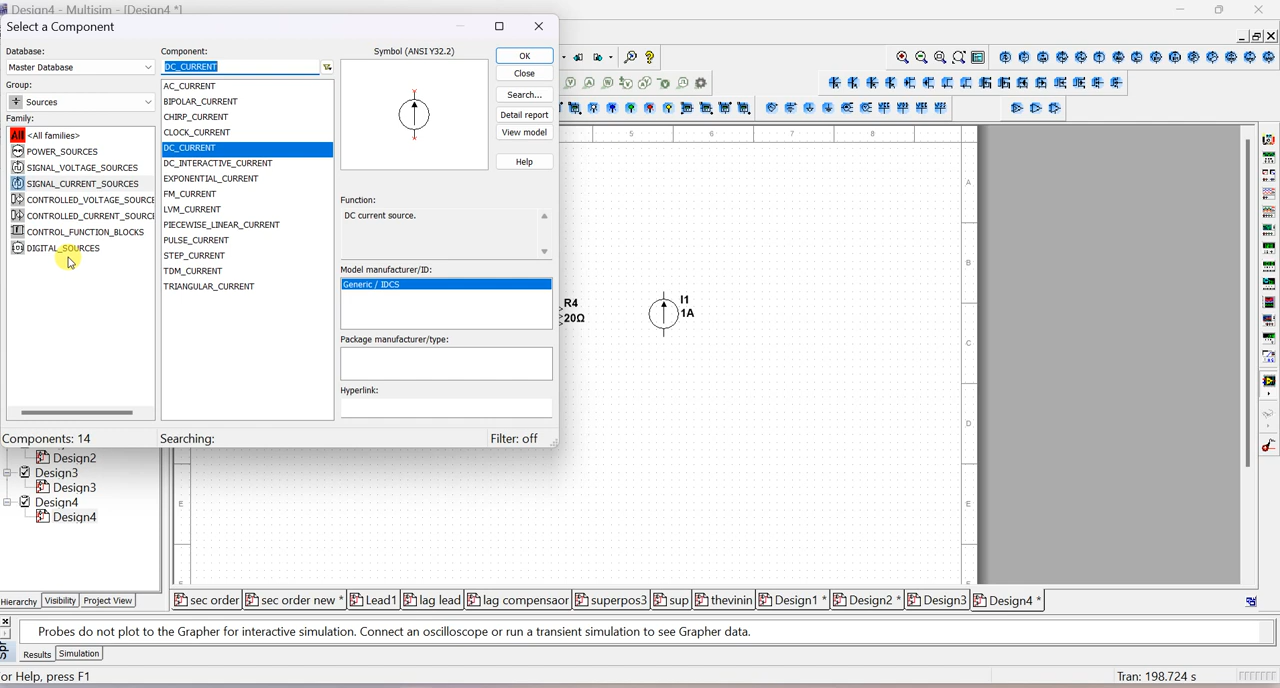 Design4 - Multisim - [Design4 *]
Select a Component
Database:
Master Database
Group:
Sources
Family:
All <All families>
POWER_SOURCES
SIGNAL_VOLTAGE_SOURCES
SIGNAL_CURRENT_SOURCES
CONTROLLED_VOLTAGE_SOURCE
CONTROLLED_CURRENT_SOURCE
CONTROL_FUNCTION_BLOCKS
DIGITAL_SOURCES
Component:
DC_CURRENT
AC_CURRENT
BIPOLAR_CURRENT
CHIRP_CURRENT
CLOCK_CURRENT
DC_CURRENT
DC_INTERACTIVE_CURRENT
EXPONENTIAL_CURRENT
FM_CURRENT
LVM_CURRENT
PIECEWISE_LINEAR_CURRENT
PULSE_CURRENT
STEP_CURRENT
TDM_CURRENT
TRIANGULAR_CURRENT
Symbol (ANSI Y32.2)
Function:
DC current source.
Model manufacturer/ID:
Generic / IDCS
Package manufacturer/type:
Hyperlink:
OK
Close
Search...
Detail report
View model
Help
Components: 14
Searching:
Filter: off
5 6 7 8
A
B
C
D
E
E
R4
20Ω
I1
1A
Design2
Design3
Design3
Design4
Design4
Hierarchy Visibility Project View
sec order sec order new * Lead1 lag lead lag compensaor superpos3 sup thevinin Design1 * Design2 * Design3 Design4 *
Probes do not plot to the Grapher for interactive simulation. Connect an oscilloscope or run a transient simulation to see Grapher data.
Results Simulation
or Help, press F1
Tran: 198.724 s